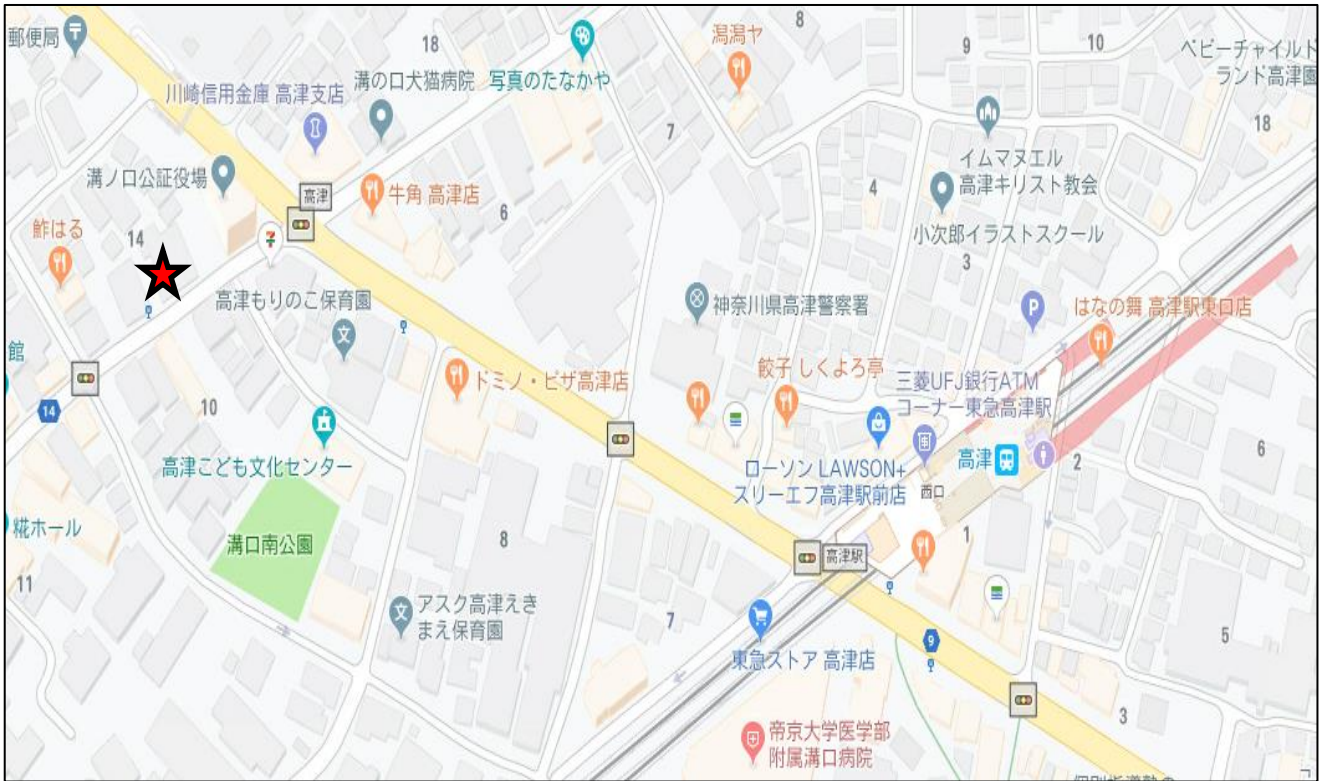 郵便局
18
8
潟潟ヤ
9
10
ベビーチャイルド
ランド高津園
川崎信用金庫 高津支店
溝の口犬猫病院
写真のたなかや
7
18
溝ノ口公証役場
高津
牛角 高津店
6
4
イムマヌエル
高津キリスト教会
小次郎イラストスクール
3
鮓はる
14
7
高津もりのこ保育園
神奈川県高津警察署
P
はなの舞 高津駅東口店
館
文
ドミノ・ピザ高津店
餃子 しくよろ亭
三菱UFJ銀行ATM
コーナー東急高津駅
14
10
高津こども文化センター
ローソン LAWSON+
スリーエフ高津駅前店
西口
高津
2
6
糀ホール
溝口南公園
8
高津駅
1
11
文
アスク高津えき
まえ保育園
7
東急ストア 高津店
9
5
帝京大学医学部
附属溝口病院
3